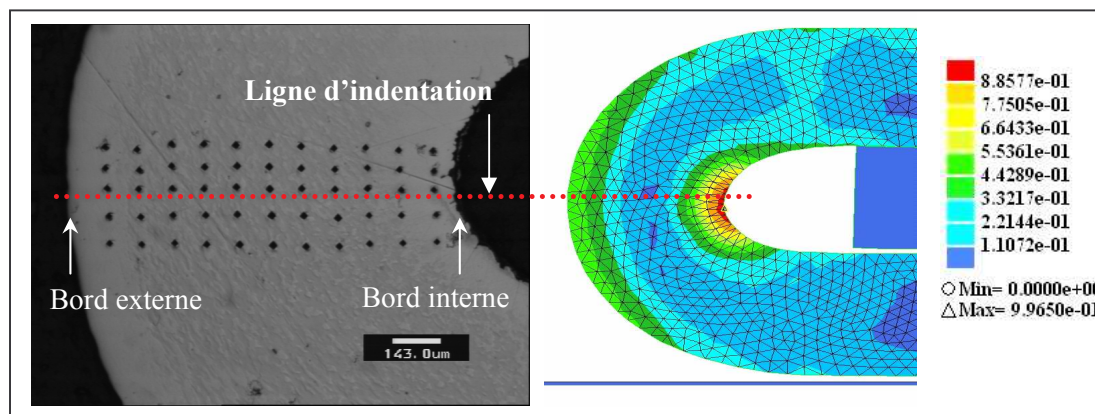 Ligne d'indentation
Bord externe
Bord interne
143.0um
8.8577e-01
7.7505e-01
6.6433e-01
5.5361e-01
4.4289e-01
3.3217e-01
2.2144e-01
1.1072e-01
Min= 0.0000e+00
Max= 9.9650e-01